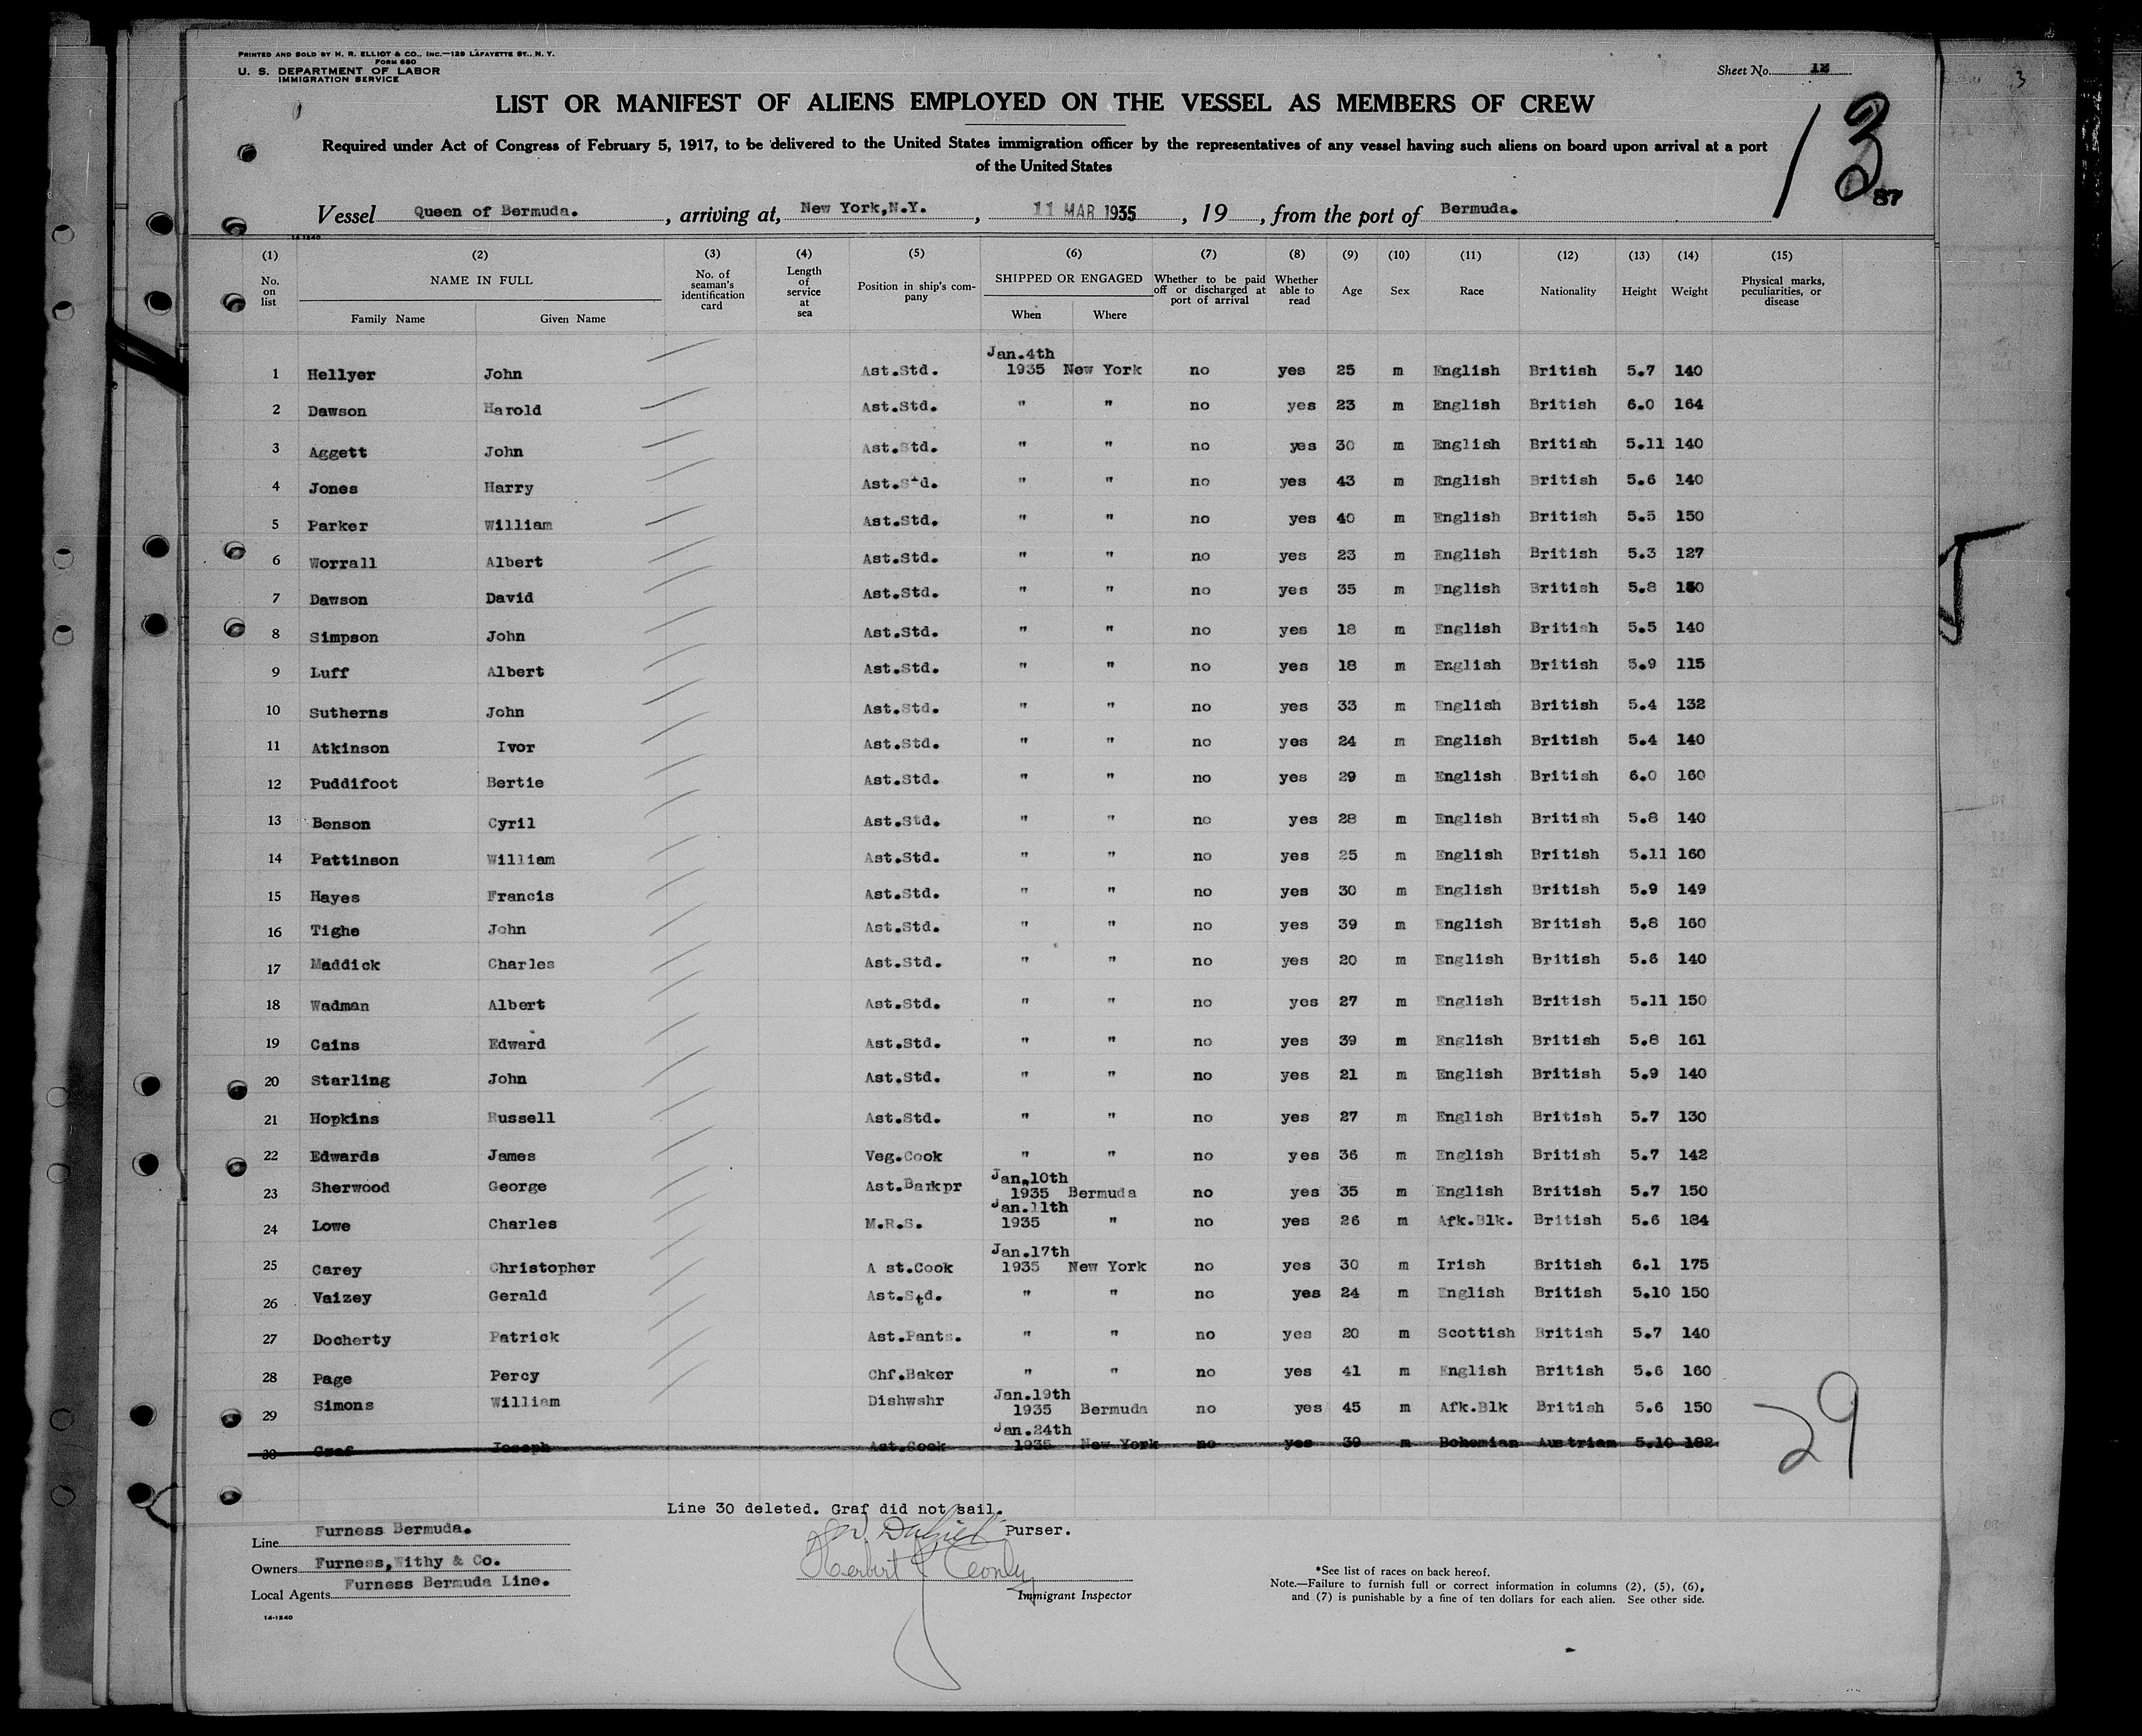 PRINTED AND SOLD BY H. R. ELLIOT & CO., INC.—129 LAFAYETTE ST., N. Y.
FORM 680
U. S. DEPARTMENT OF LABOR
IMMIGRATION SERVICE
Sheet No. 12
13
87
LIST OR MANIFEST OF ALIENS EMPLOYED ON THE VESSEL AS MEMBERS OF CREW
Required under Act of Congress of February 5, 1917, to be delivered to the United States immigration officer by the representatives of any vessel having such aliens on board upon arrival at a port
of the United States
Vessel Queen of Bermuda. , arriving at, New York,N.Y. , 11 MAR 1935 , 19 , from the port of Bermuda.
14-1240
(1) (2) (3) (4) (5) (6) (7) (8) (9) (10) (11) (12) (13) (14) (15)
No. on list NAME IN FULL Family Name Given Name No. of seaman's identification card Length of service at sea Position in ship's company SHIPPED OR ENGAGED When Where Whether to be paid off or discharged at port of arrival Whether able to read Age Sex Race Nationality Height Weight Physical marks, peculiarities, or disease
1 Hellyer John Ast.Std. Jan.4th 1935 New York no yes 25 m English British 5.7 140
2 Dawson Harold Ast.Std. " " no yes 23 m English British 6.0 164
3 Aggett John Ast.Std. " " no yes 30 m English British 5.11 140
4 Jones Harry Ast.Std. " " no yes 43 m English British 5.6 140
5 Parker William Ast.Std. " " no yes 40 m English British 5.5 150
6 Worrall Albert Ast.Std. " " no yes 23 m English British 5.3 127
7 Dawson David Ast.Std. " " no yes 35 m English British 5.8
8 Simpson John Ast.Std. " " no yes 18 m English British 5.5 140
9 Luff Albert Ast.Std. " " no yes 18 m English British 5.9 115
10 Sutherns John Ast.Std. " " no yes 33 m English British 5.4 132
11 Atkinson Ivor Ast.Std. " " no yes 24 m English British 5.4 140
12 Puddifoot Bertie Ast.Std. " " no yes 29 m English British 6.0 160
13 Benson Cyril Ast.Std. " " no yes 28 m English British 5.8 140
14 Pattinson William Ast.Std. " " no yes 25 m English British 5.11 160
15 Hayes Francis Ast.Std. " " no yes 30 m English British 5.9 149
16 Tighe John Ast.Std. " " no yes 39 m English British 5.8 160
17 Maddick Charles Ast.Std. " " no yes 20 m English British 5.6 140
18 Wadman Albert Ast.Std. " " no yes 27 m English British 5.11 150
19 Cains Edward Ast.Std. " " no yes 39 m English British 5.8 161
20 Starling John Ast.Std. " " no yes 21 m English British 5.9 140
21 Hopkins Russell Ast.Std. " " no yes 27 m English British 5.7 130
22 Edwards James Veg.Cook " " no yes 36 m English British 5.7 142
23 Sherwood George Ast.Barkpr Jan.10th 1935 Bermuda no yes 35 m English British 5.7 150
24 Lowe Charles M.R.S. Jan.11th 1935 " no yes 26 m Afk.Blk. British 5.6 184
25 Carey Christopher A st.Cook Jan.17th 1935 New York no yes 30 m Irish British 6.1 175
26 Vaizey Gerald Ast.Std. " " no yes 24 m English British 5.10 150
27 Docherty Patrick Ast.Pants. " " no yes 20 m Scottish British 5.7 140
28 Page Percy Chf.Baker " " no yes 41 m English British 5.6 160
29 Simons William Dishwshr Jan.19th 1935 Bermuda no yes 45 m Afk.Blk British 5.6 150
30 Graf Joseph Ast.Cook Jan.24th 1935 New York no yes 39 m Bohemian Austrian 5.10 182
29
Line 30 deleted. Graf did not sail.
Purser.
Line Furness Bermuda.
Owners Furness,Withy & Co.
Local Agents Furness Bermuda Line.
14-1240
Herbert
Immigrant Inspector
*See list of races on back hereof.
Note.—Failure to furnish full or correct information in columns (2), (5), (6),
and (7) is punishable by a fine of ten dollars for each alien. See other side.